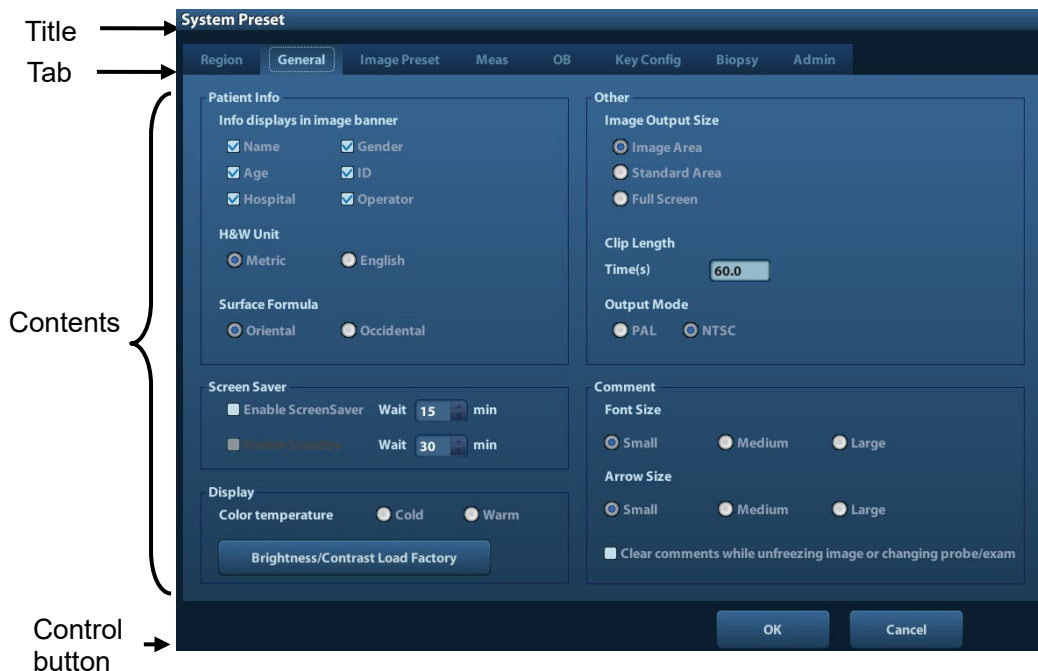 Title
Tab
Contents
Control
button
System Preset
Region General Image Preset Meas OB Key Config Biopsy Admin
Patient Info
Info displays in image banner
Name Gender
Age ID
Hospital Operator
H&W Unit
Metric English
Surface Formula
Oriental Occidental
Screen Saver
Enable ScreenSaver Wait 15 min
Enable Standby Wait 30 min
Display
Color temperature Cold Warm
Brightness/Contrast Load Factory
Other
Image Output Size
Image Area
Standard Area
Full Screen
Clip Length
Time(s) 60.0
Output Mode
PAL NTSC
Comment
Font Size
Small Medium Large
Arrow Size
Small Medium Large
Clear comments while unfreezing image or changing probe/exam
OK Cancel